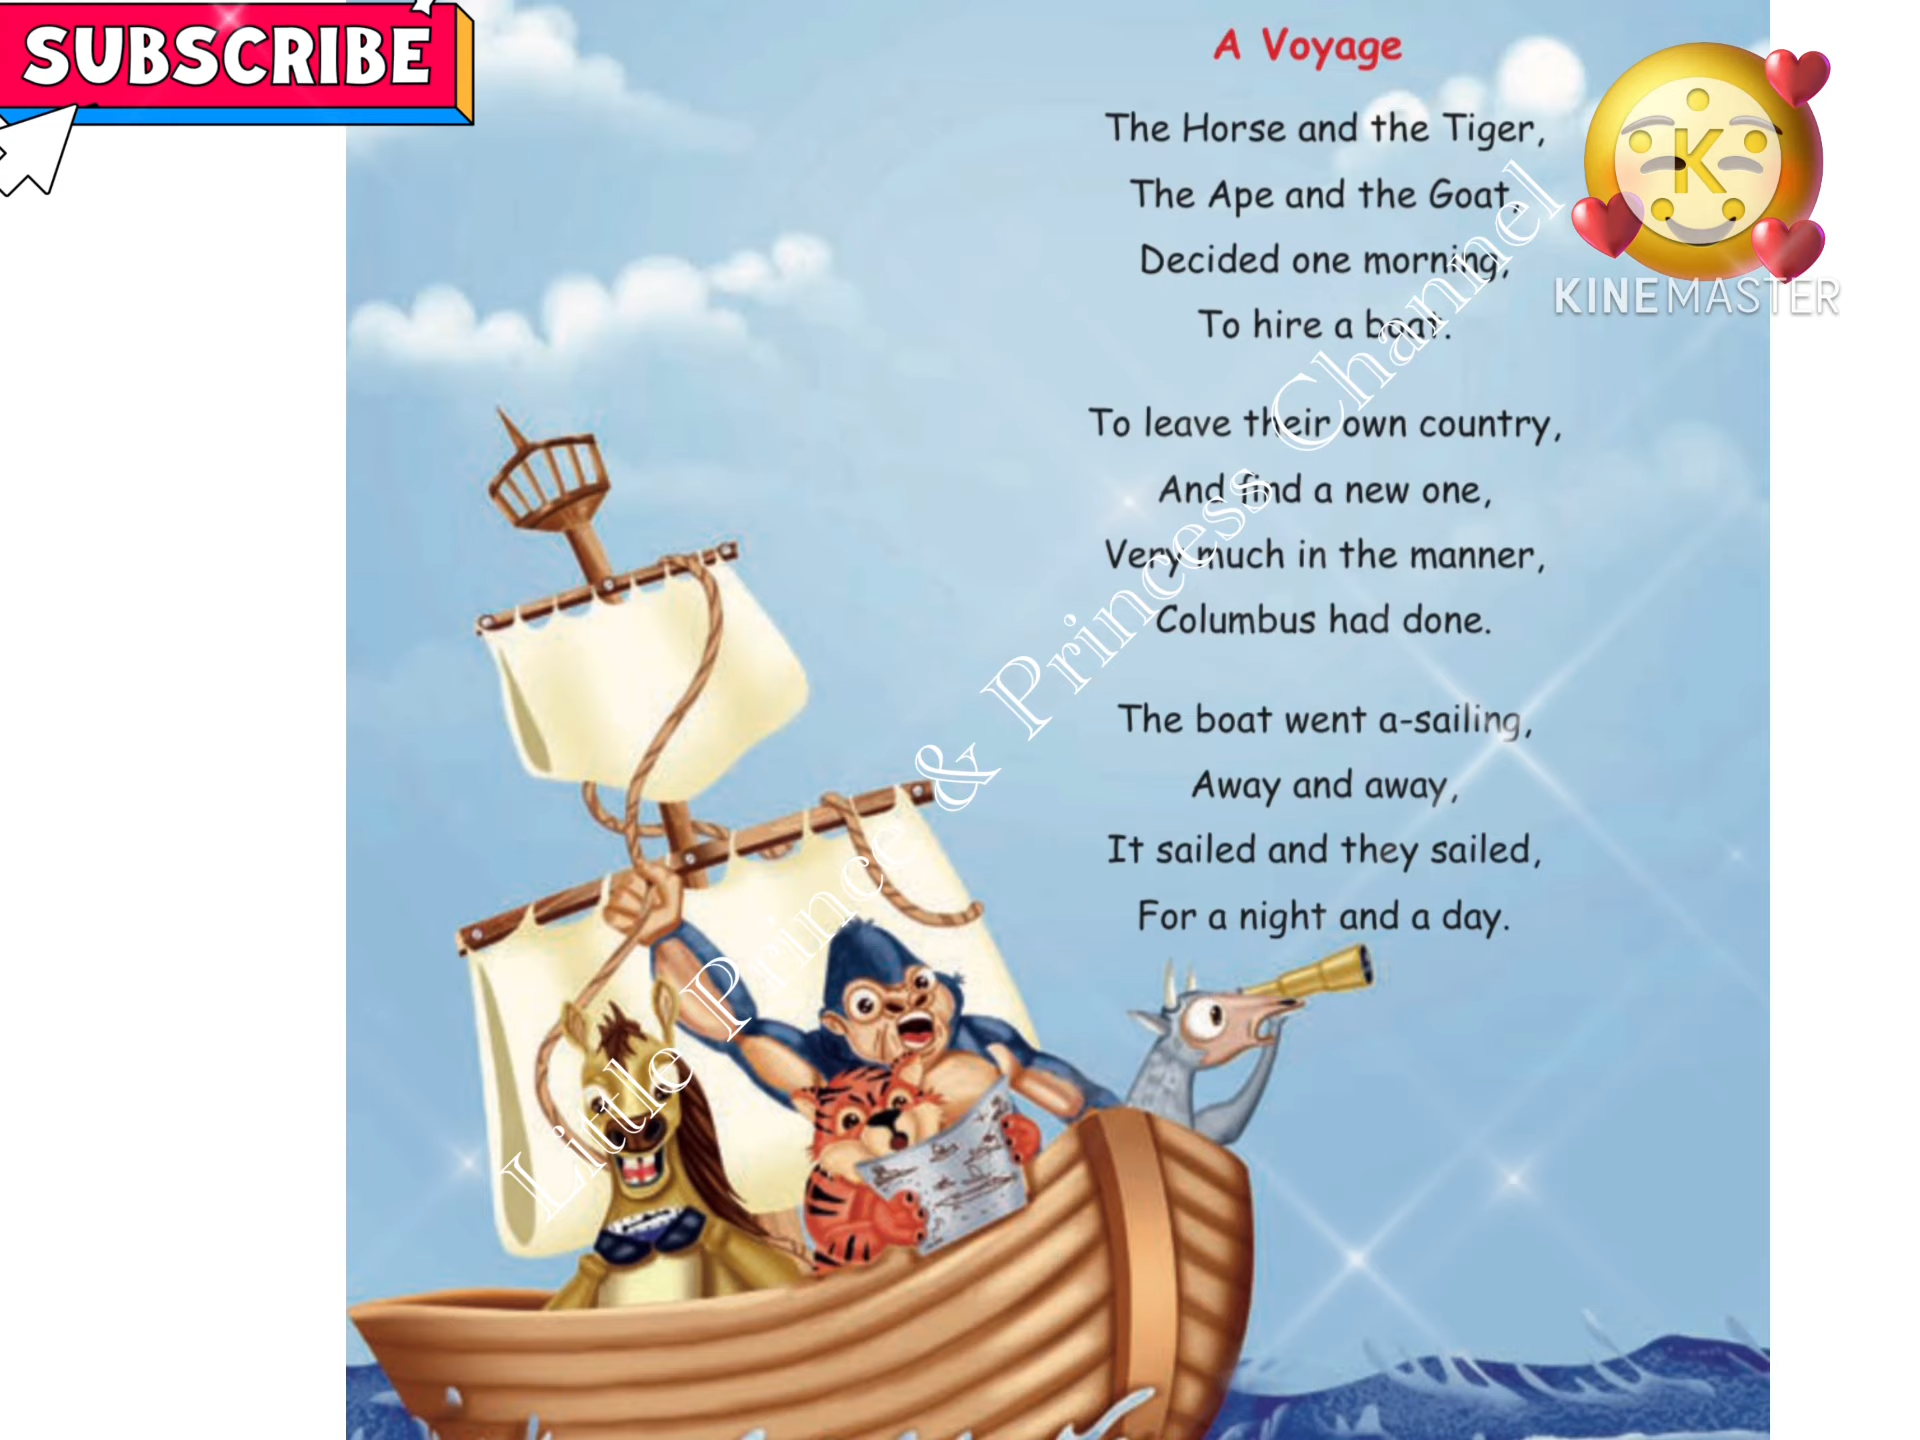 SUBSCRIBE
A Voyage
The Horse and the Tiger,
The Ape and the Goat,
Decided one morning,
To hire a boat.
To leave their own country,
And find a new one,
Very much in the manner,
Columbus had done.
The boat went a-sailing,
Away and away,
It sailed and they sailed,
For a night and a day.
K
KINEMASTER
Little Prince & Princess Channel